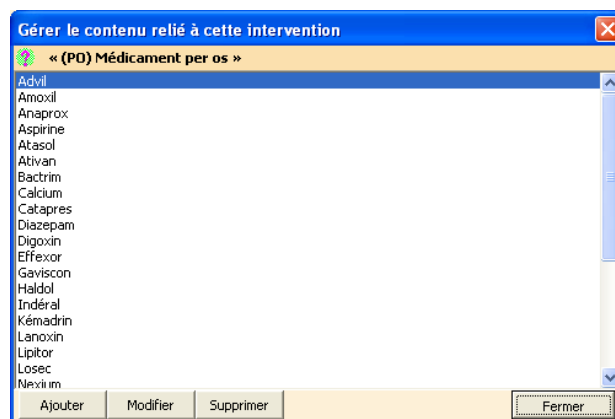 Gérer le contenu relié à cette intervention
« (PO) Médicament per os »
Advil
Amoxil
Anaprox
Aspirine
Atasol
Ativan
Bactrim
Calcium
Catapres
Diazepam
Digoxin
Effexor
Gaviscon
Haldol
Indéral
Kémadrin
Lanoxin
Lipitor
Losec
Nexium
Ajouter Modifier Supprimer Fermer